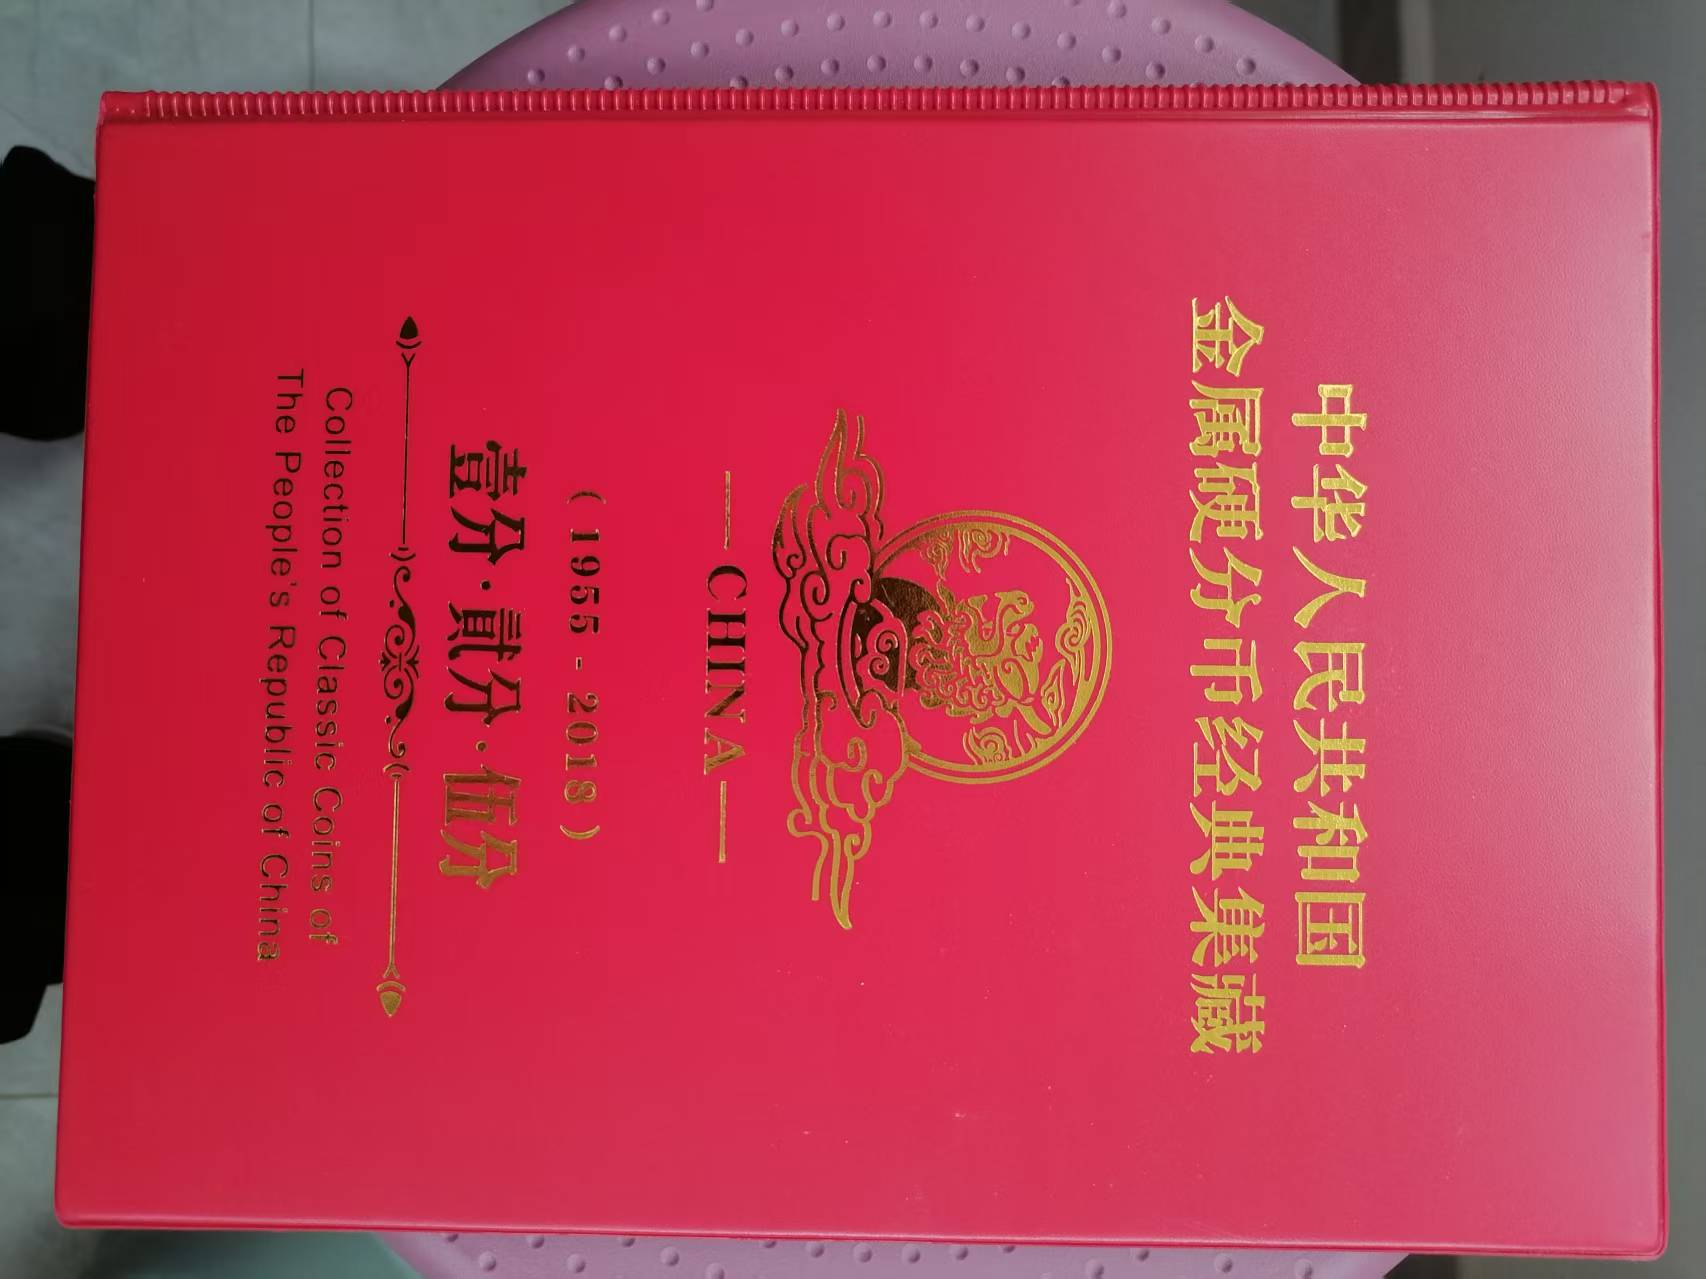 中华人民共和国
金属硬分币经典集藏
CHINA
(1955-2018)
壹分·贰分·伍分
Collection of Classic Coins of
The People's Republic of China